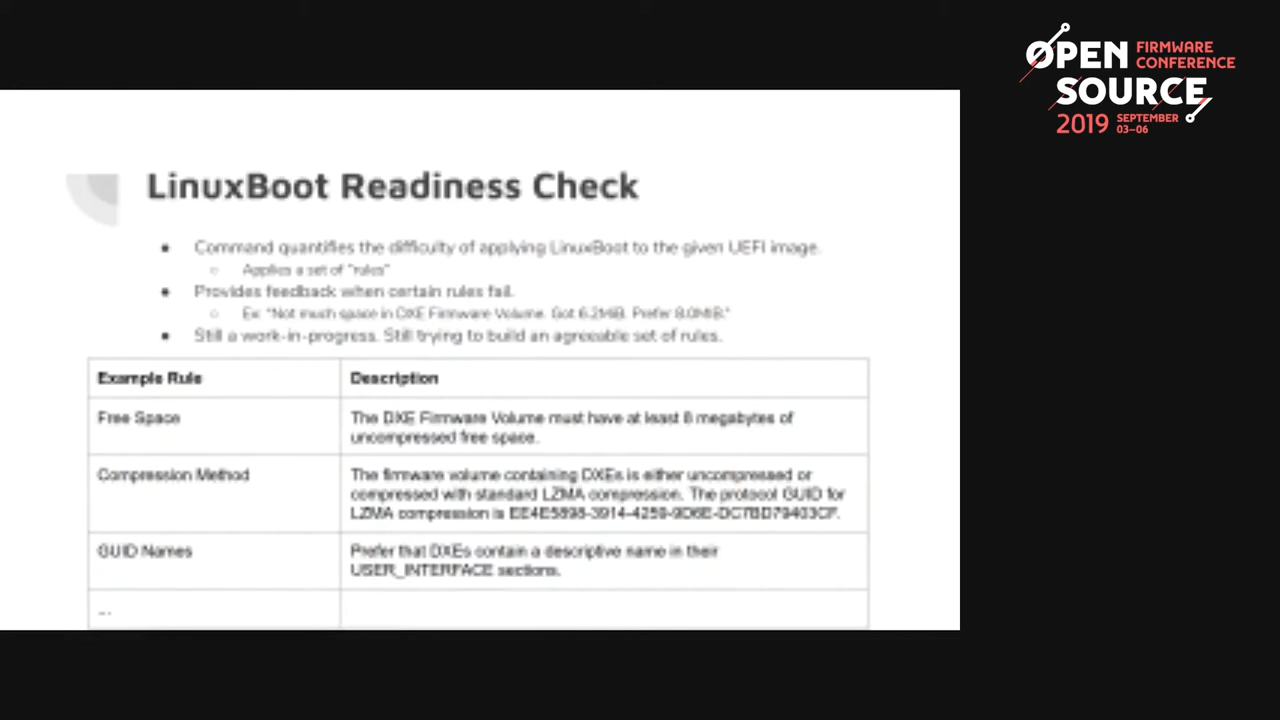 OPEN FIRMWARE CONFERENCE
SOURCE
2019 SEPTEMBER 03–06
LinuxBoot Readiness Check
● Command quantifies the difficulty of applying LinuxBoot to the given UEFI image.
○ Applies a set of "rules"
● Provides feedback when certain rules fail.
○ Ex: "Not much space in DXE Firmware Volume. Got 6.2MiB. Prefer 8.0MiB."
● Still a work-in-progress. Still trying to build an agreeable set of rules.
Example Rule Description
Free Space The DXE Firmware Volume must have at least 8 megabytes of
uncompressed free space.
Compression Method The firmware volume containing DXEs is either uncompressed or
compressed with standard LZMA compression. The protocol GUID for
LZMA compression is EE4E5898-3914-4259-9D6E-DC7BD79403CF.
GUID Names Prefer that DXEs contain a descriptive name in their
USER_INTERFACE sections.
...